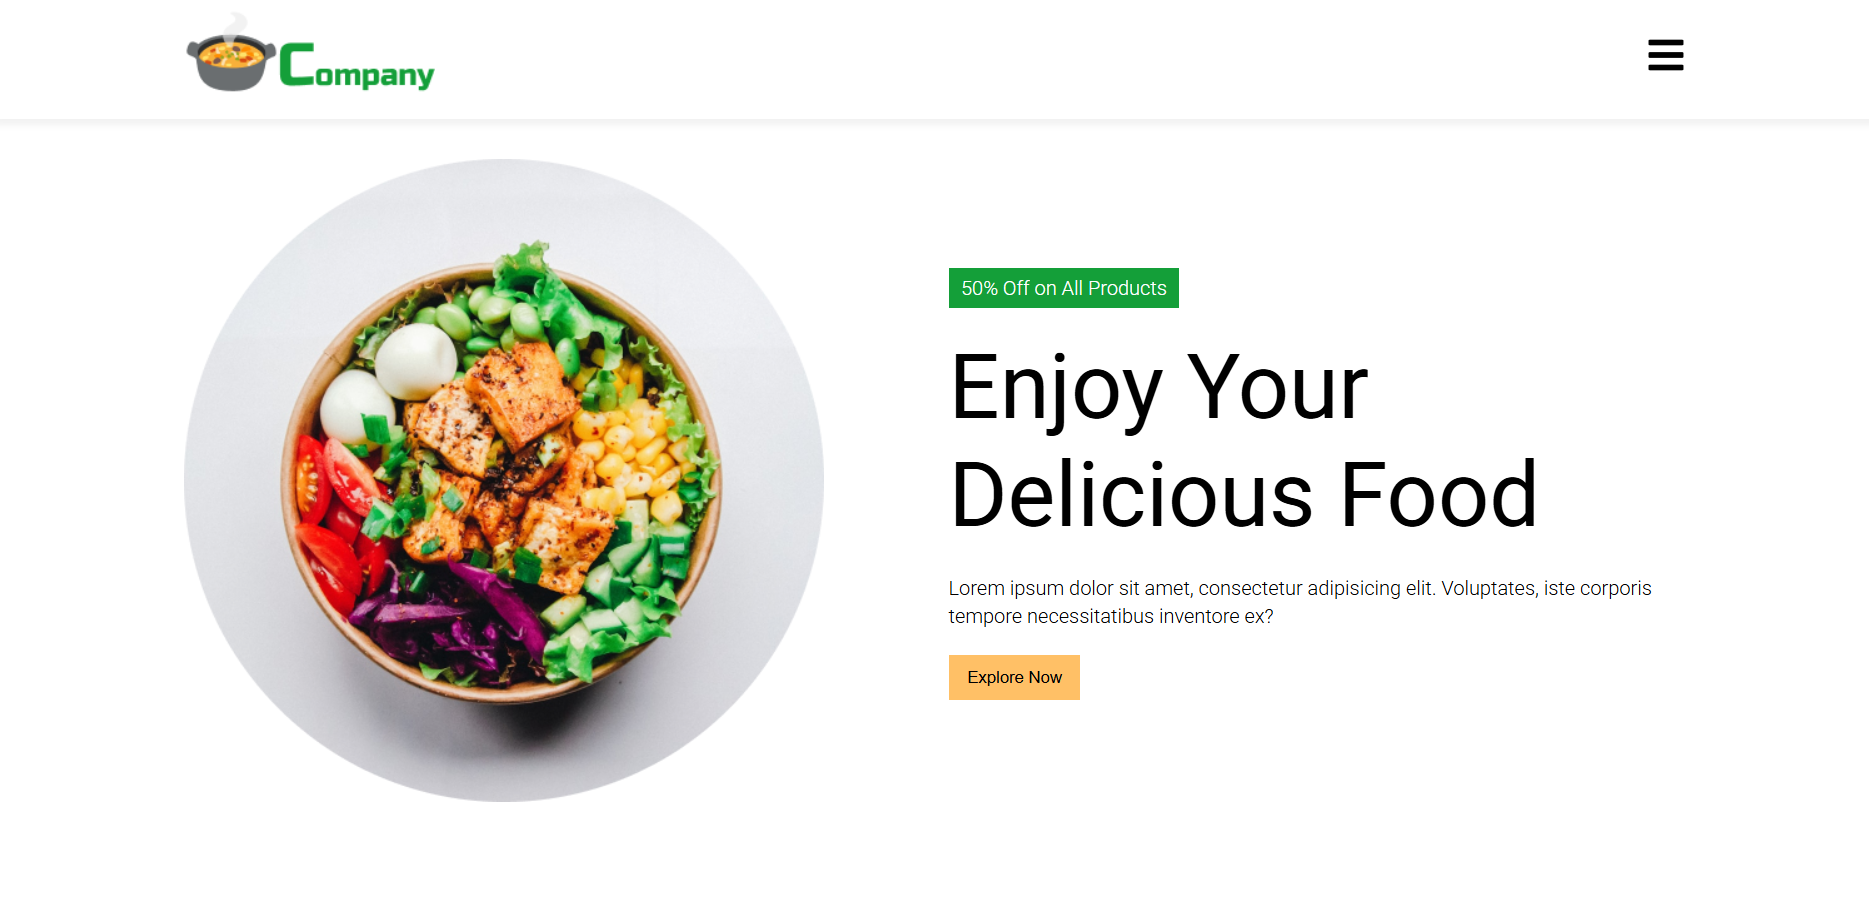 Company
50% Off on All Products
Enjoy Your
Delicious Food
Lorem ipsum dolor sit amet, consectetur adipisicing elit. Voluptates, iste corporis
tempore necessitatibus inventore ex?
Explore Now